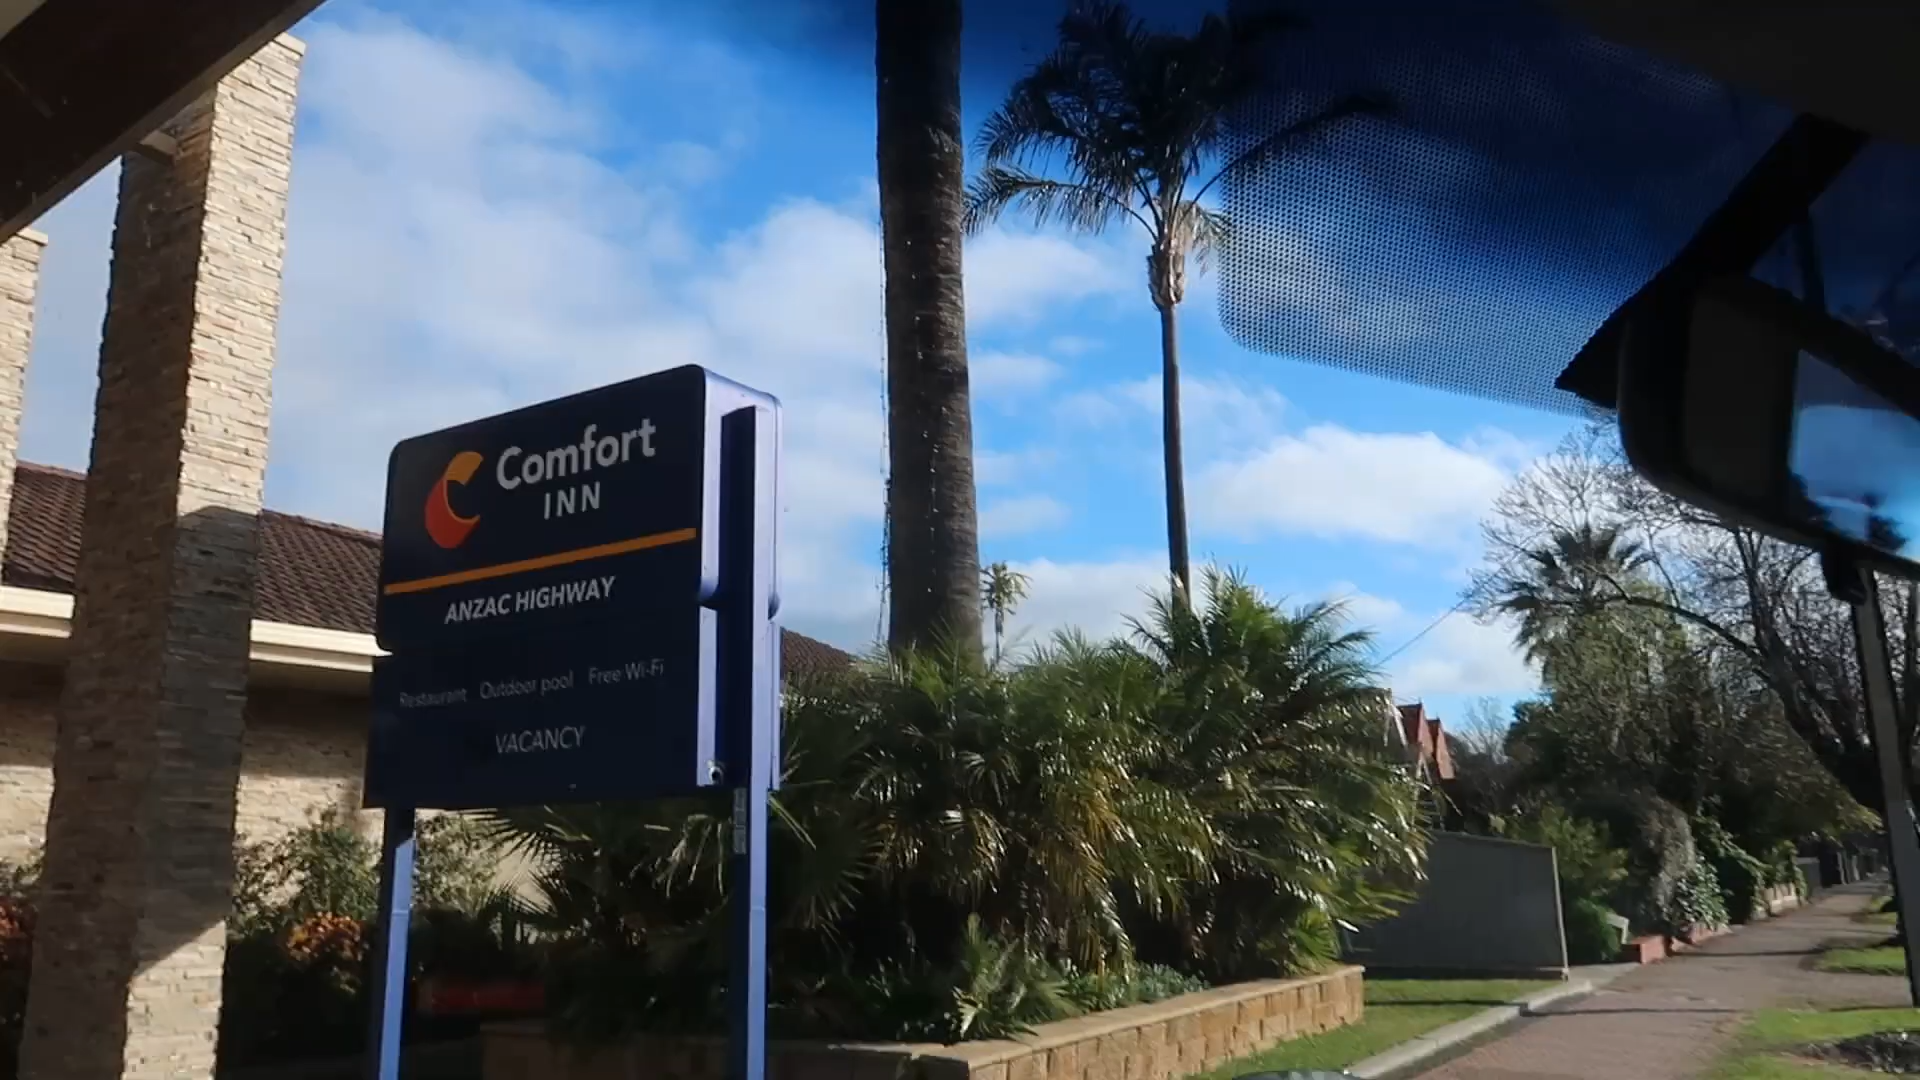 Comfort
INN
ANZAC HIGHWAY
Restaurant Outdoor pool Free Wi-Fi
VACANCY